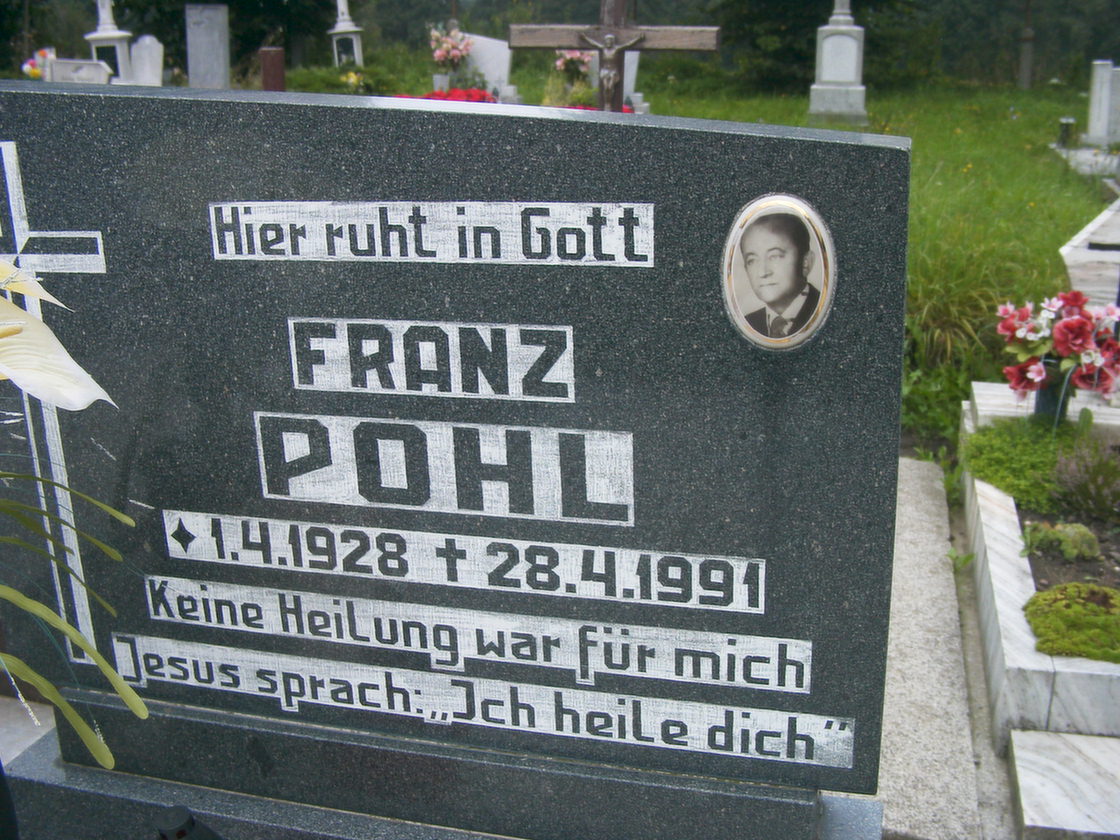 Hier ruht in Gott
FRANZ
POHL
✦ 1.4.1928 ✝ 28.4.1991
Keine Heilung war für mich
Jesus sprach: „Ich heile dich”